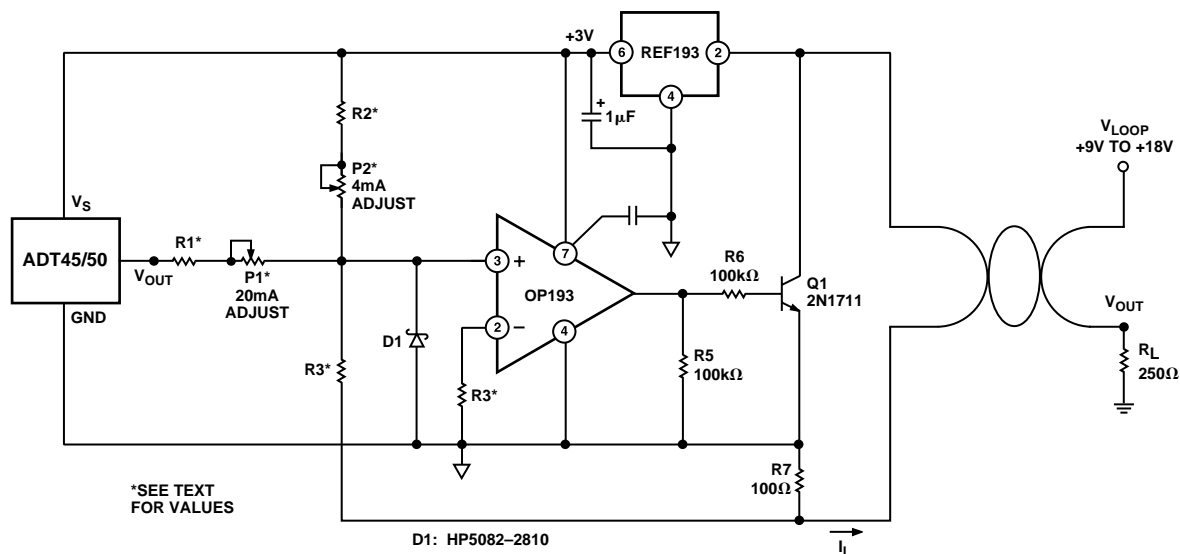 +3V
6
REF193
2
4
+
1μF
R2*
P2*
4mA
ADJUST
VLOOP
+9V TO +18V
VS
ADT45/50
VOUT
GND
R1*
P1*
20mA
ADJUST
3
+
7
OP193
2
−
4
D1
R3*
R3*
R6
100kΩ
Q1
2N1711
R5
100kΩ
VOUT
RL
250Ω
R7
100Ω
*SEE TEXT
FOR VALUES
D1: HP5082–2810
IL